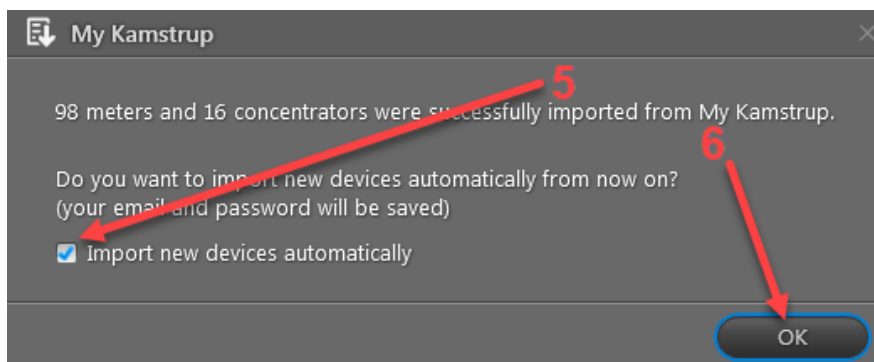 My Kamstrup
5
98 meters and 16 concentrators were successfully imported from My Kamstrup.
6
Do you want to import new devices automatically from now on?
(your email and password will be saved)
Import new devices automatically
OK